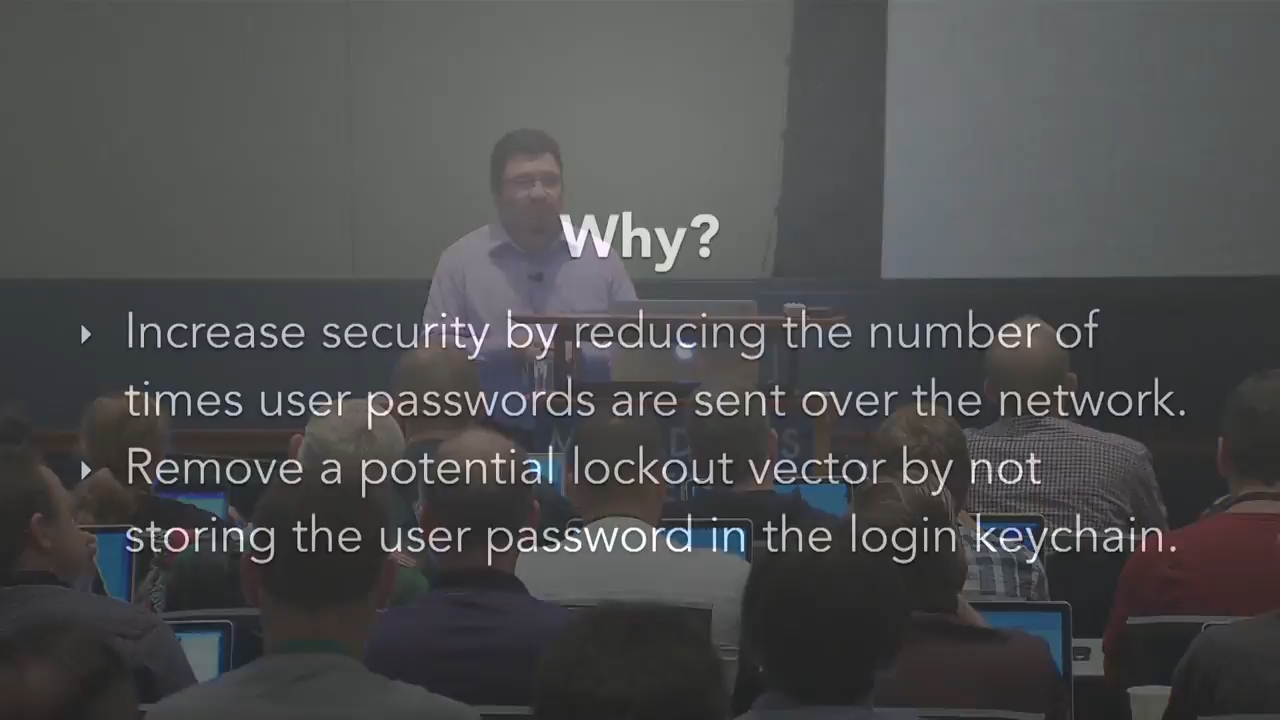 Why?
Increase security by reducing the number of
times user passwords are sent over the network.
Remove a potential lockout vector by not
storing the user password in the login keychain.